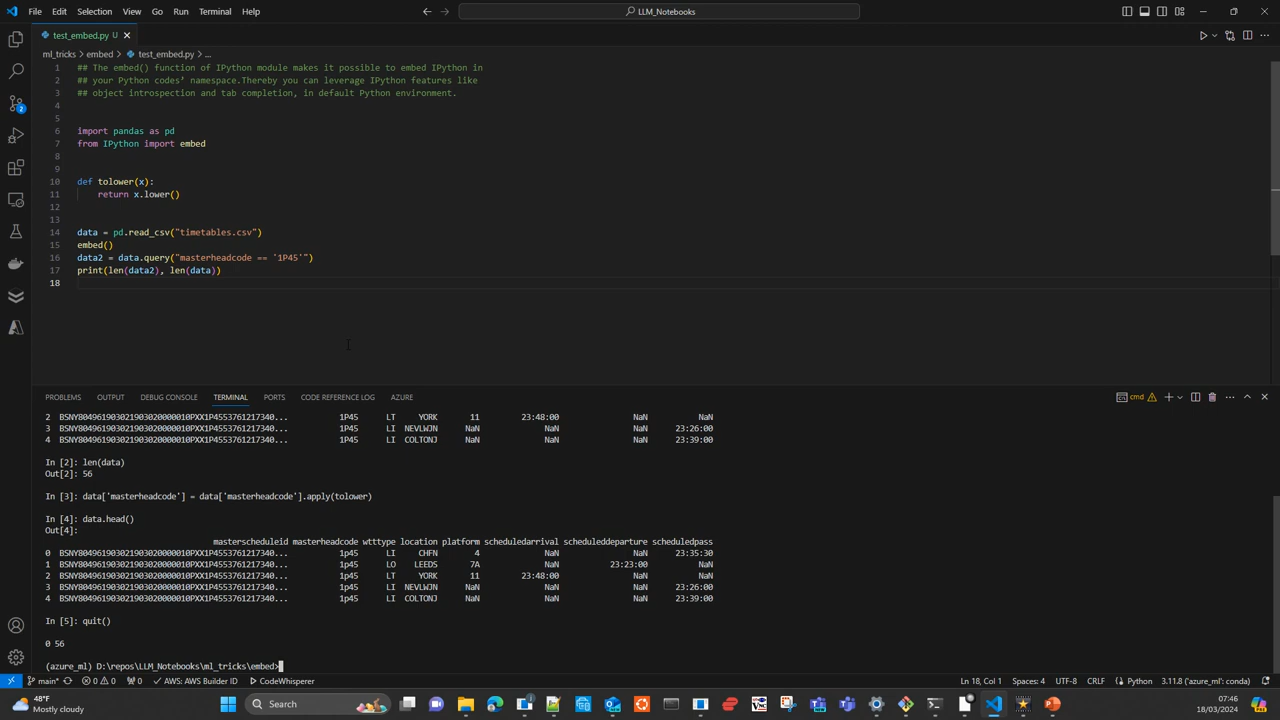 File Edit Selection View Go Run Terminal Help
LLM_Notebooks
test_embed.py U
ml_tricks > embed > test_embed.py > ...
1 ## The embed() function of IPython module makes it possible to embed IPython in
2 ## your Python codes’ namespace.Thereby you can leverage IPython features like
3 ## object introspection and tab completion, in default Python environment.
4
5
6 import pandas as pd
7 from IPython import embed
8
9
10 def tolower(x):
11 return x.lower()
12
13
14 data = pd.read_csv("timetables.csv")
15 embed()
16 data2 = data.query("masterheadcode == '1P45'")
17 print(len(data2), len(data))
18
PROBLEMS OUTPUT DEBUG CONSOLE TERMINAL PORTS CODE REFERENCE LOG AZURE
cmd
2 BSNY804961903021903020000010PXX1P4553761217340... 1P45 LT YORK 11 23:48:00 NaN NaN
3 BSNY804961903021903020000010PXX1P4553761217340... 1P45 LI NEVLWJN NaN NaN NaN 23:26:00
4 BSNY804961903021903020000010PXX1P4553761217340... 1P45 LI COLTONJ NaN NaN NaN 23:39:00
In [2]: len(data)
Out[2]: 56
In [3]: data['masterheadcode'] = data['masterheadcode'].apply(tolower)
In [4]: data.head()
Out[4]:
masterscheduleid masterheadcode wtttype location platform scheduledarrival scheduleddeparture scheduledpass
0 BSNY804961903021903020000010PXX1P4553761217340... 1p45 LI CHFN 4 NaN NaN 23:35:30
1 BSNY804961903021903020000010PXX1P4553761217340... 1p45 LO LEEDS 7A NaN 23:23:00 NaN
2 BSNY804961903021903020000010PXX1P4553761217340... 1p45 LT YORK 11 23:48:00 NaN NaN
3 BSNY804961903021903020000010PXX1P4553761217340... 1p45 LI NEVLWJN NaN NaN NaN 23:26:00
4 BSNY804961903021903020000010PXX1P4553761217340... 1p45 LI COLTONJ NaN NaN NaN 23:39:00
In [5]: quit()
0 56
(azure_ml) D:\repos\LLM_Notebooks\ml_tricks\embed>
main* 0 0 0 AWS: AWS Builder ID CodeWhisperer Ln 18, Col 1 Spaces: 4 UTF-8 CRLF Python 3.11.8 ('azure_ml': conda)
48°F
Mostly cloudy
Search
07:46
18/03/2024